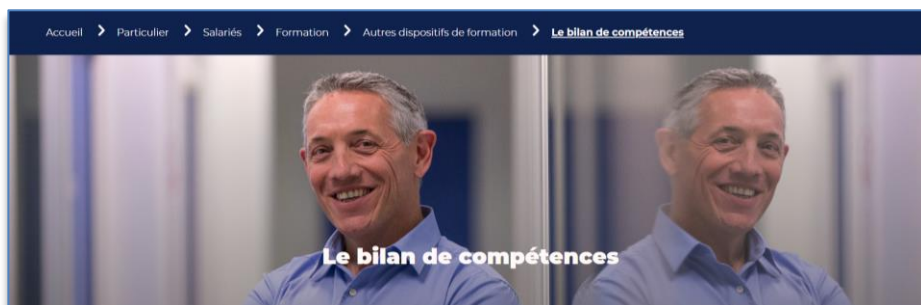 Accueil > Particulier > Salariés > Formation > Autres dispositifs de formation > Le bilan de compétences
Le bilan de compétences